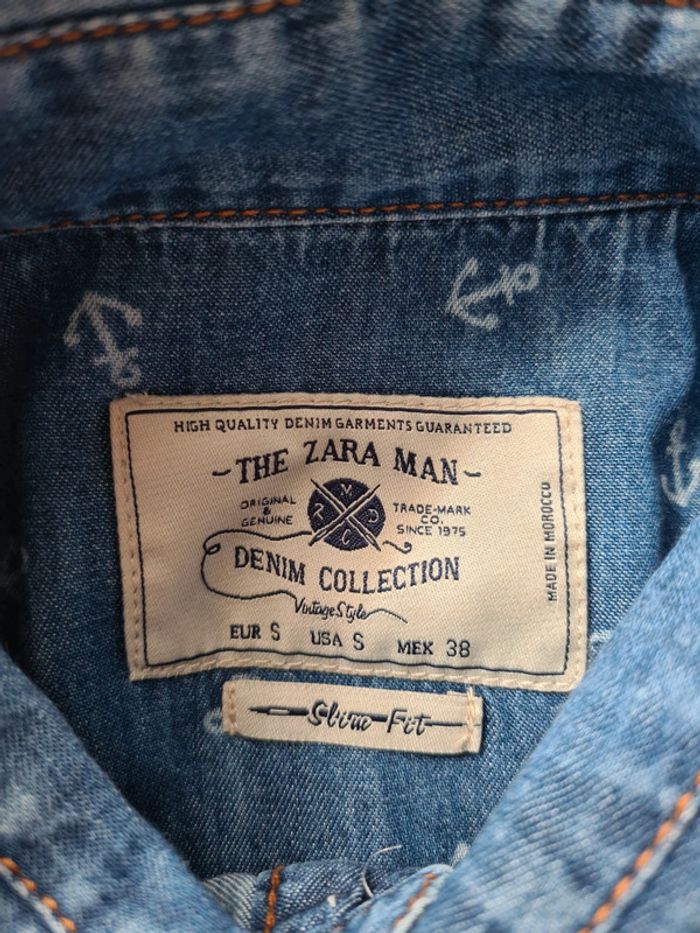 HIGH QUALITY DENIM GARMENTS GUARANTEED
-THE ZARA MAN-
ORIGINAL & GENUINE
Z M D C
TRADE-MARK CO. SINCE 1975
DENIM COLLECTION
Vintage Style
EUR S USA S MEX 38
MADE IN MOROCCO
Slim Fit